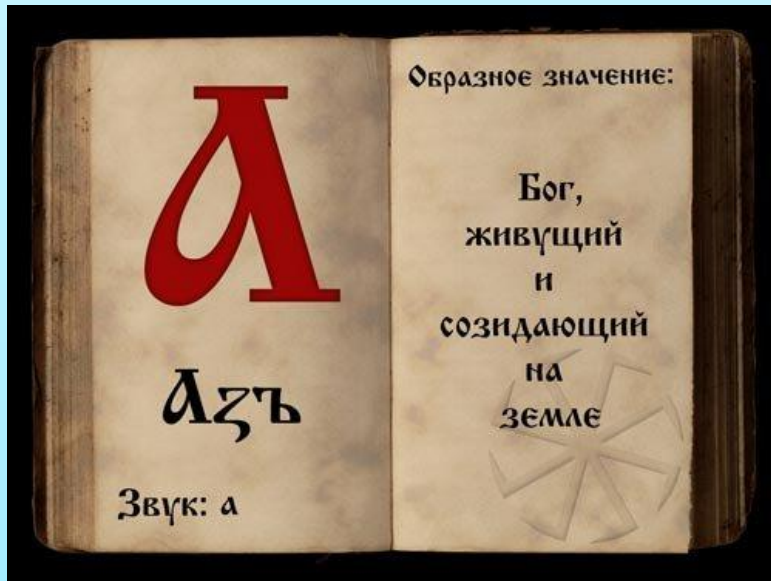 А
Азъ
Звук: а
Образное значение:
Бог,
живущий
и
созидающий
на
земле